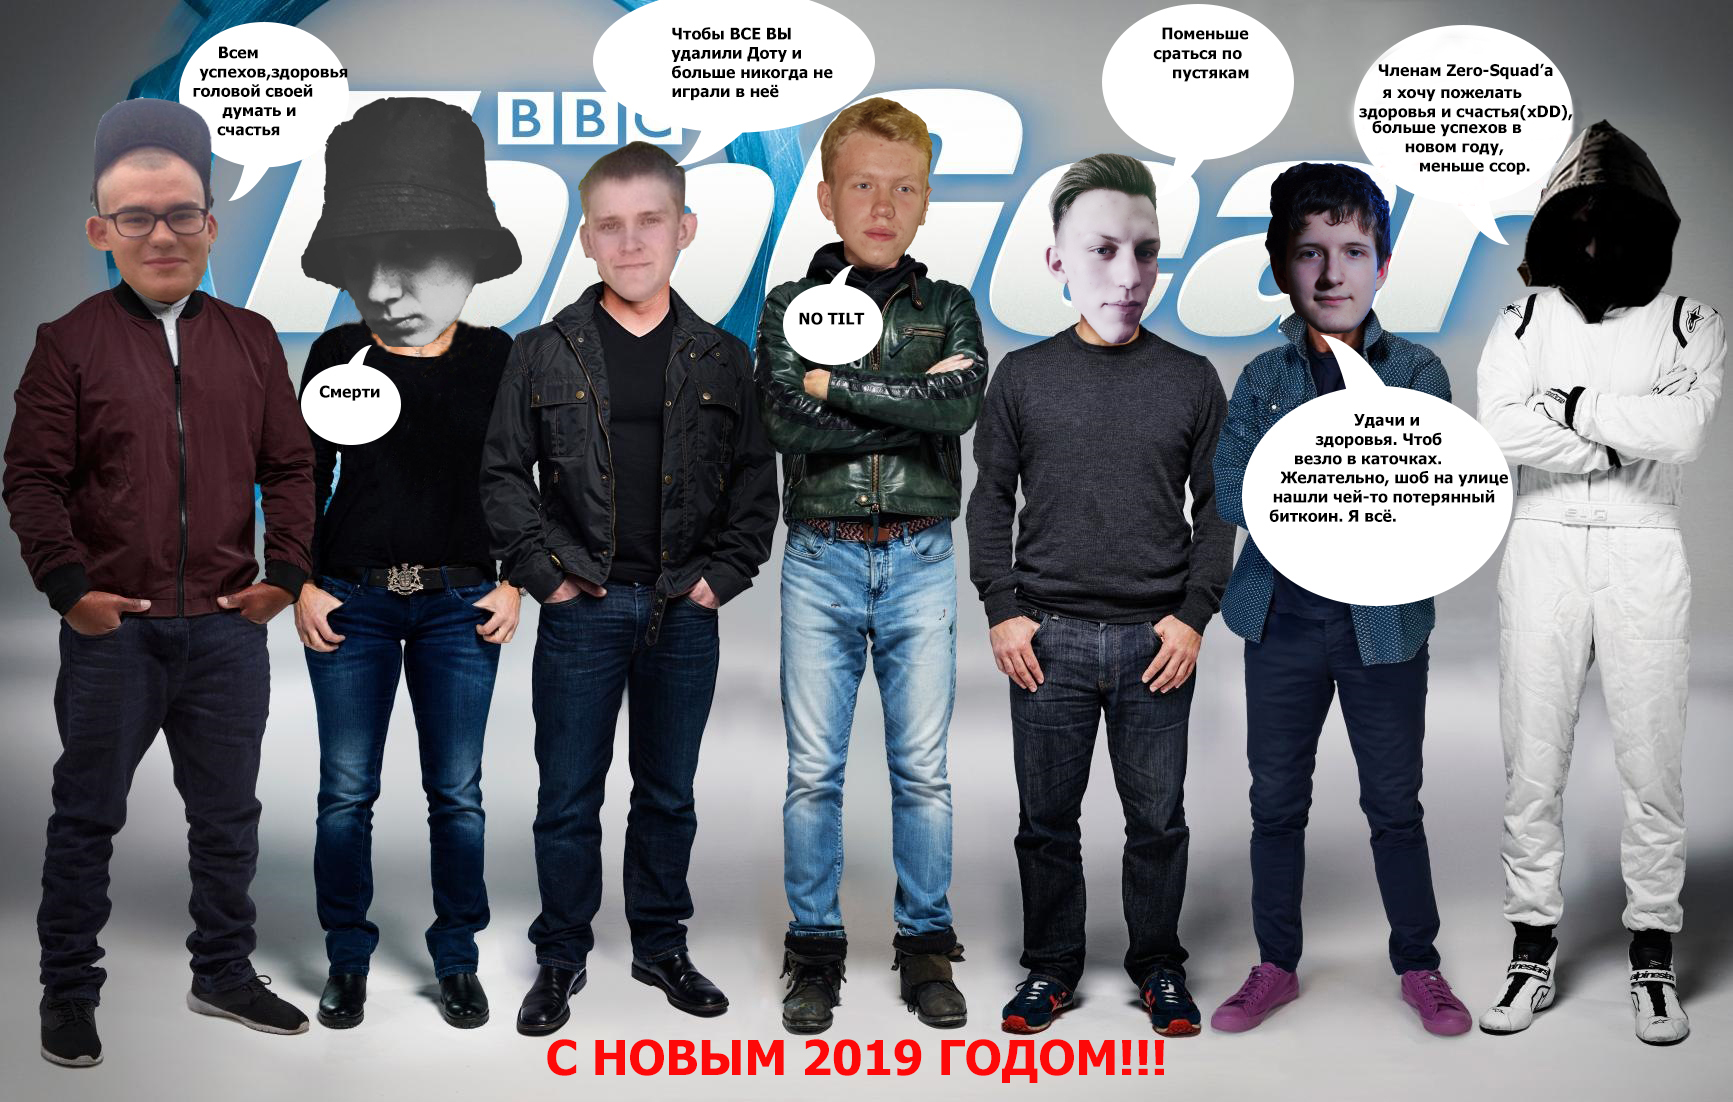 Всем
успехов,здоровья
головой своей
думать и
счастья
Чтобы ВСЕ ВЫ
удалили Доту и
больше никогда не
играли в неё
Поменьше
сраться по
пустякам
Членам Zero-Squad’а
я хочу пожелать
здоровья и счастья(xDD),
больше успехов в
новом году,
меньше ссор.
BBC
TopGear
NO TILT
Смерти
Удачи и
здоровья. Чтоб
везло в каточках.
Желательно, шоб на улице
нашли чей-то потерянный
биткоин. Я всё.
alpinestars
alpinestars
С НОВЫМ 2019 ГОДОМ!!!